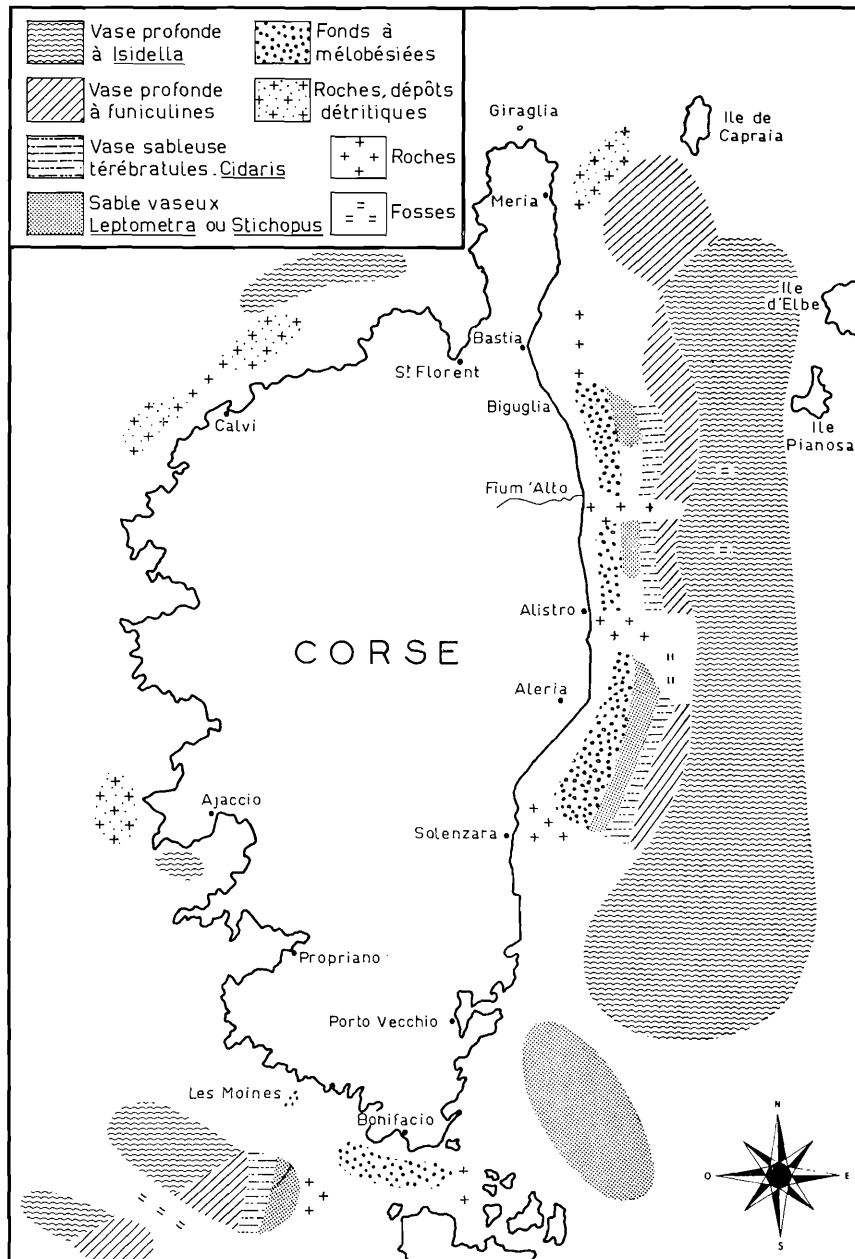 Vase profonde
à Isidella
Fonds à
mélobésiées
Vase profonde
à funiculines
Roches, dépôts
détritiques
Vase sableuse
térébratules. Cidaris
Roches
Sable vaseux
Leptometra ou Stichopus
Fosses
Giraglia
Ile de
Capraia
Meria
Ile
d'Elbe
Bastia
St Florent
Biguglia
Calvi
Ile
Pianosa
Fium 'Alto
Alistro
CORSE
Aleria
Ajaccio
Solenzara
Propriano
Porto Vecchio
Les Moines
Bonifacio
N
O
E
S